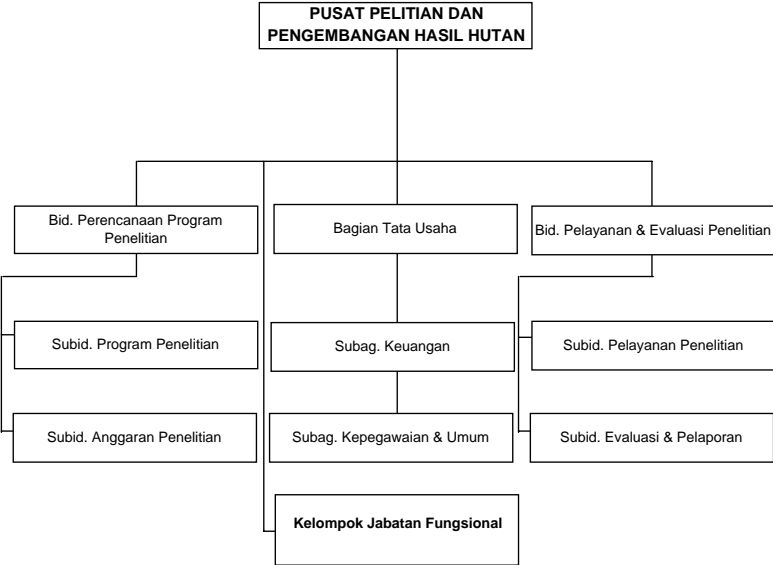 PUSAT PELITIAN DAN
PENGEMBANGAN HASIL HUTAN
Bid. Perencanaan Program
Penelitian
Bagian Tata Usaha
Bid. Pelayanan & Evaluasi Penelitian
Subid. Program Penelitian
Subag. Keuangan
Subid. Pelayanan Penelitian
Subid. Anggaran Penelitian
Subag. Kepegawaian & Umum
Subid. Evaluasi & Pelaporan
Kelompok Jabatan Fungsional